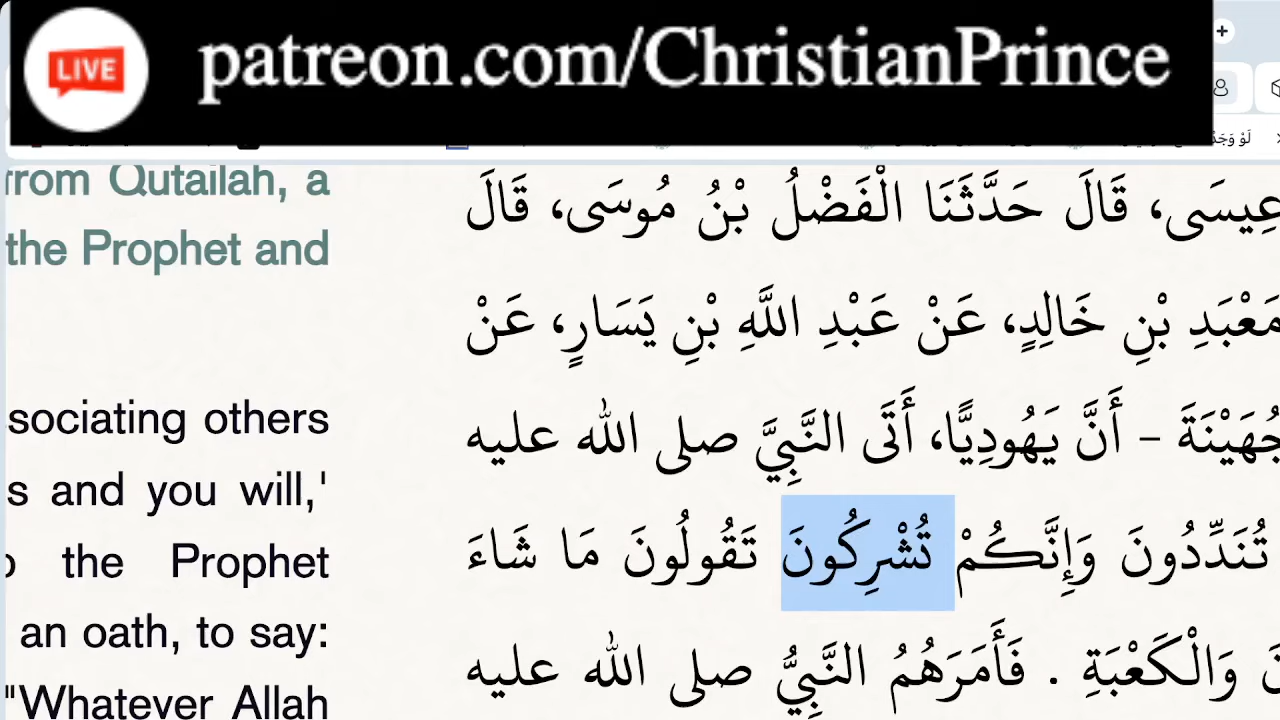 LIVE
patreon.com/ChristianPrince
from Qutailah, a
the Prophet and
ssociating others
s and you will,'
the Prophet
an oath, to say:
"Whatever Allah
عِيسَى، قَالَ حَدَّثَنَا الْفَضْلُ بْنُ مُوسَى، قَالَ
مَعْبَدِ بْنِ خَالِدٍ، عَنْ عَبْدِ اللَّهِ بْنِ يَسَارٍ، عَنْ
جُهَيْنَةَ – أَنَّ يَهُودِيًّا، أَتَى النَّبِيَّ صلى الله عليه
تُنَدِّدُونَ وَإِنَّكُمْ تُشْرِكُونَ تَقُولُونَ مَا شَاءَ
وَالْكَعْبَةِ . فَأَمَرَهُمُ النَّبِيُّ صلى الله عليه